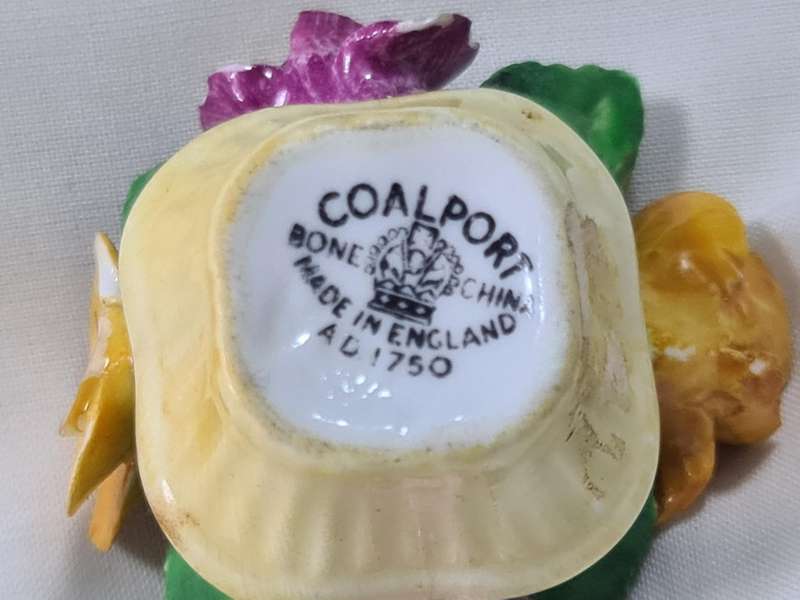 COALPORT
BONE CHINA
MADE IN ENGLAND
AD 1750